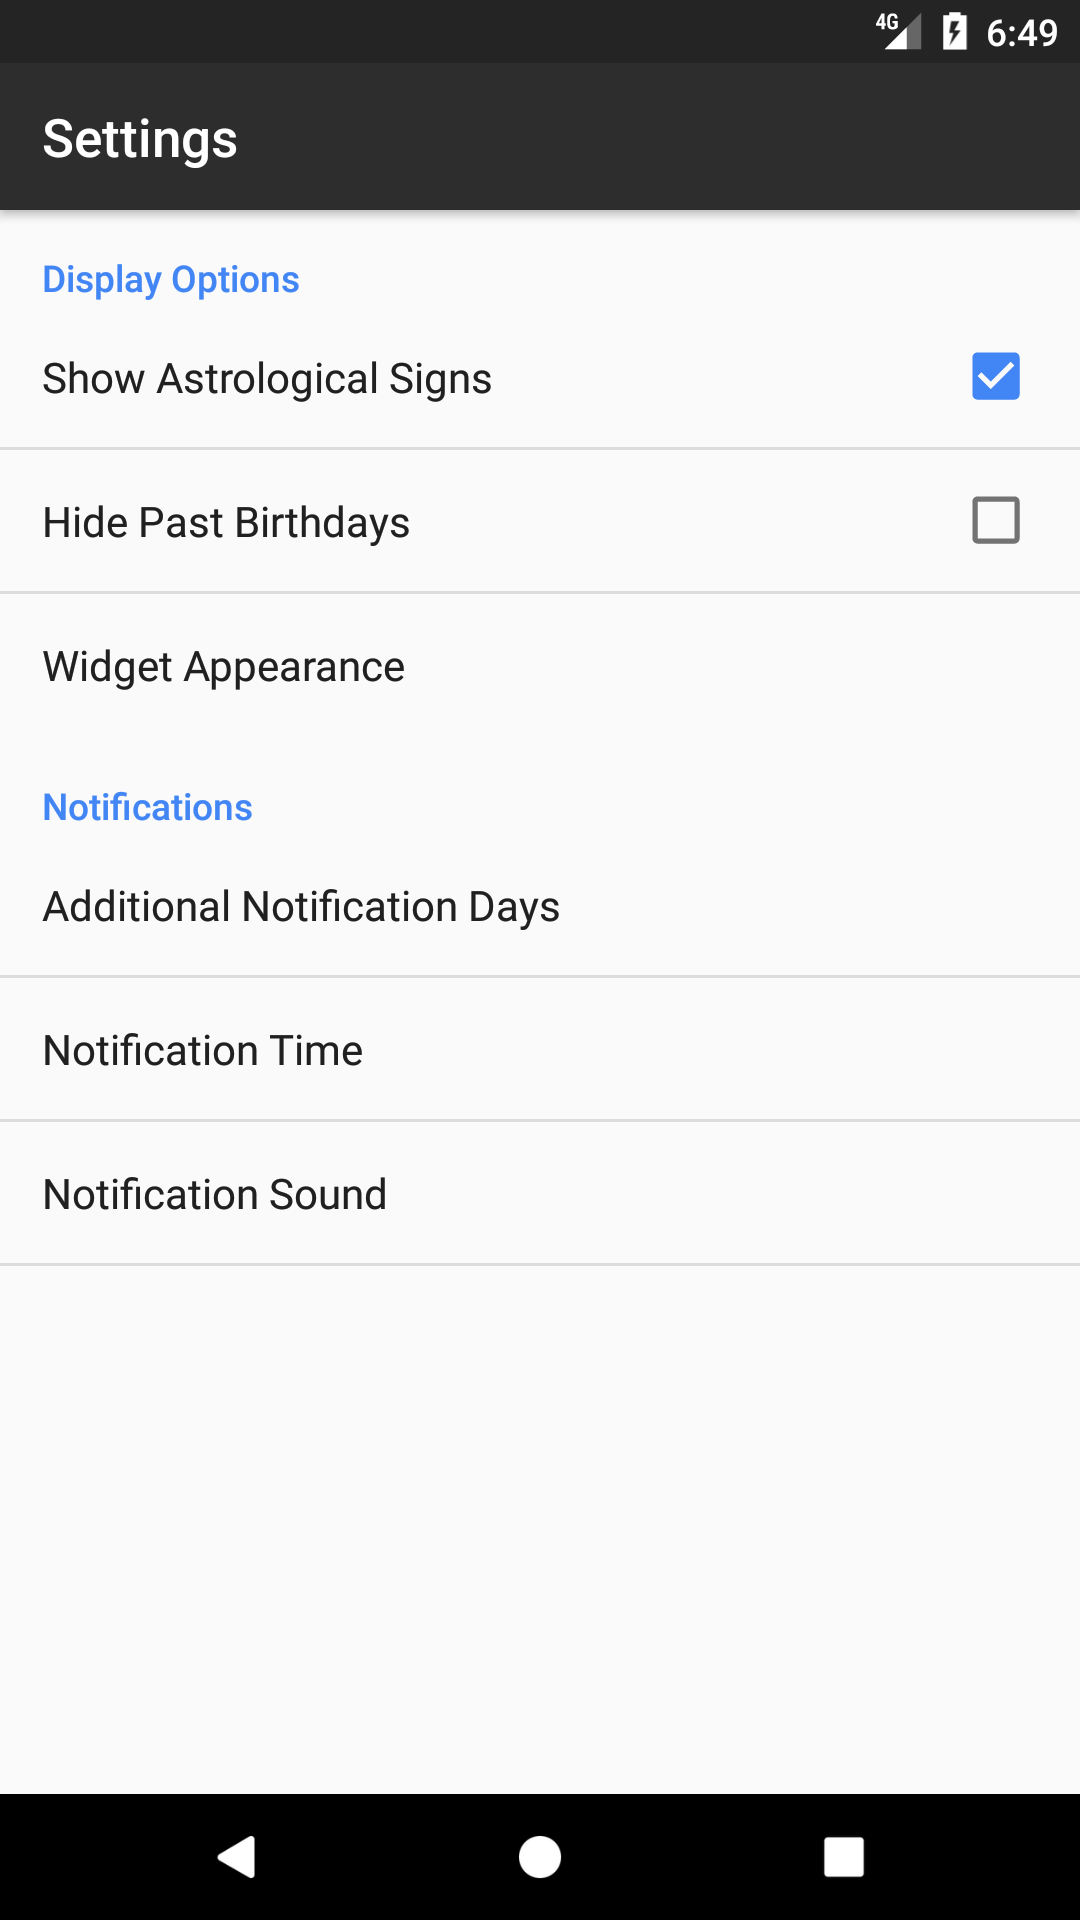 4G 6:49
Settings
Display Options
Show Astrological Signs
Hide Past Birthdays
Widget Appearance
Notifications
Additional Notification Days
Notification Time
Notification Sound